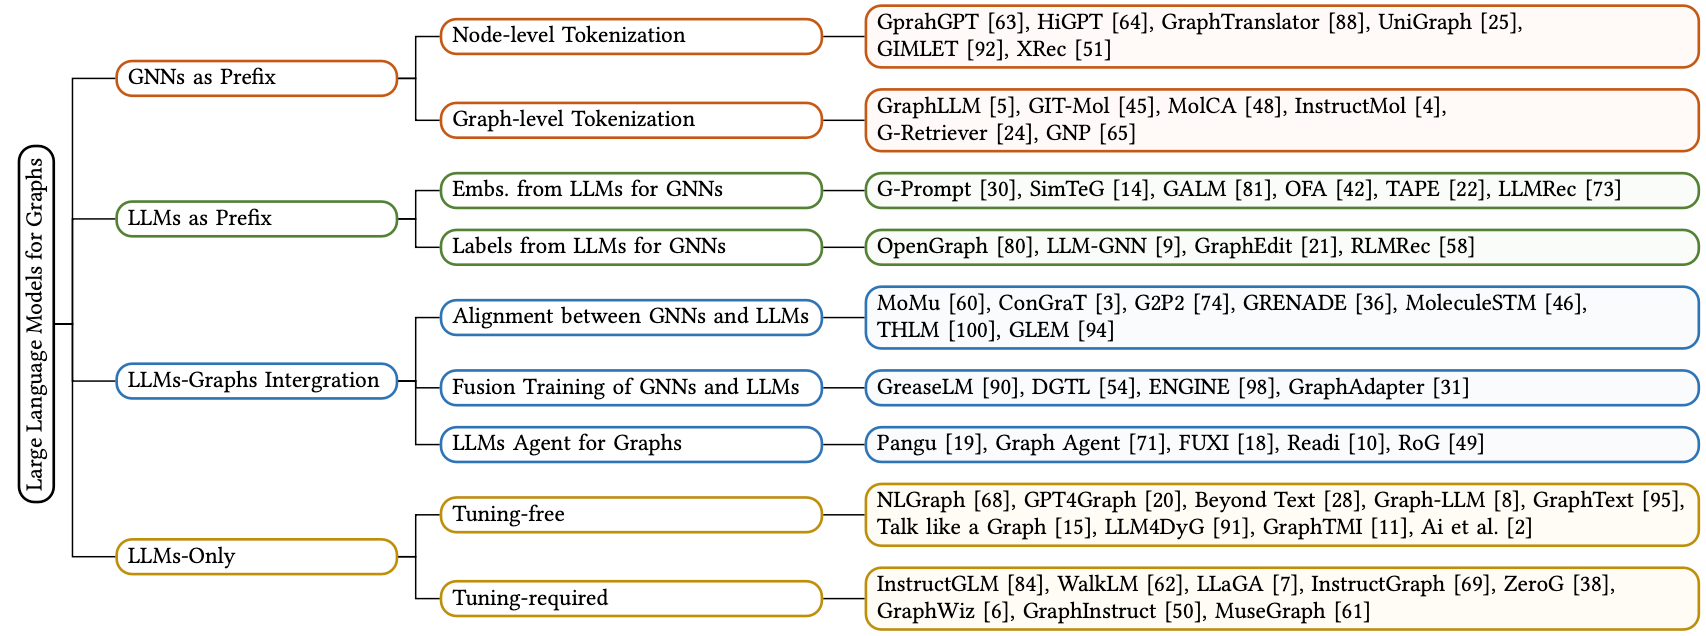 Large Language Models for Graphs
GNNs as Prefix
Node-level Tokenization
GprahGPT [63], HiGPT [64], GraphTranslator [88], UniGraph [25],
GIMLET [92], XRec [51]
Graph-level Tokenization
GraphLLM [5], GIT-Mol [45], MolCA [48], InstructMol [4],
G-Retriever [24], GNP [65]
LLMs as Prefix
Embs. from LLMs for GNNs
G-Prompt [30], SimTeG [14], GALM [81], OFA [42], TAPE [22], LLMRec [73]
Labels from LLMs for GNNs
OpenGraph [80], LLM-GNN [9], GraphEdit [21], RLMRec [58]
LLMs-Graphs Intergration
Alignment between GNNs and LLMs
MoMu [60], ConGraT [3], G2P2 [74], GRENADE [36], MoleculeSTM [46],
THLM [100], GLEM [94]
Fusion Training of GNNs and LLMs
GreaseLM [90], DGTL [54], ENGINE [98], GraphAdapter [31]
LLMs Agent for Graphs
Pangu [19], Graph Agent [71], FUXI [18], Readi [10], RoG [49]
LLMs-Only
Tuning-free
NLGraph [68], GPT4Graph [20], Beyond Text [28], Graph-LLM [8], GraphText [95],
Talk like a Graph [15], LLM4DyG [91], GraphTMI [11], Ai et al. [2]
Tuning-required
InstructGLM [84], WalkLM [62], LLaGA [7], InstructGraph [69], ZeroG [38],
GraphWiz [6], GraphInstruct [50], MuseGraph [61]